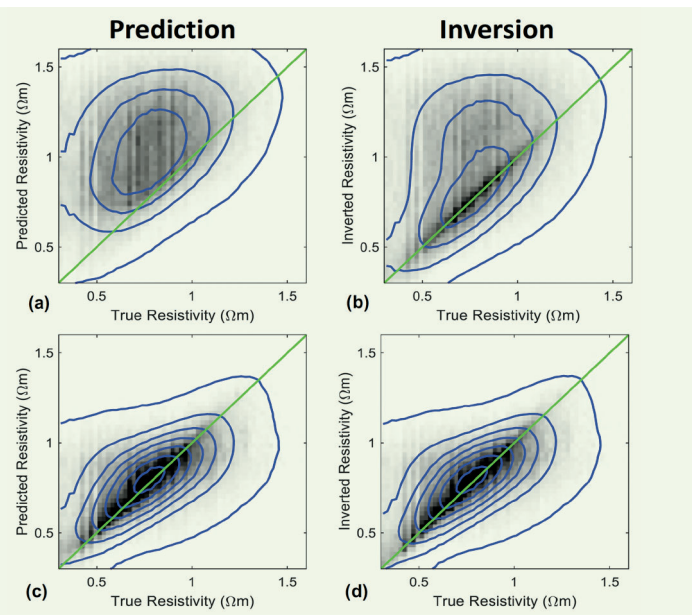 Prediction Inversion
1.5
1
0.5
Predicted Resistivity (Ωm)
0.5 1 1.5
True Resistivity (Ωm)
(a)
1.5
1
0.5
Inverted Resistivity (Ωm)
0.5 1 1.5
True Resistivity (Ωm)
(b)
1.5
1
0.5
Predicted Resistivity (Ωm)
0.5 1 1.5
True Resistivity (Ωm)
(c)
1.5
1
0.5
Inverted Resistivity (Ωm)
0.5 1 1.5
True Resistivity (Ωm)
(d)